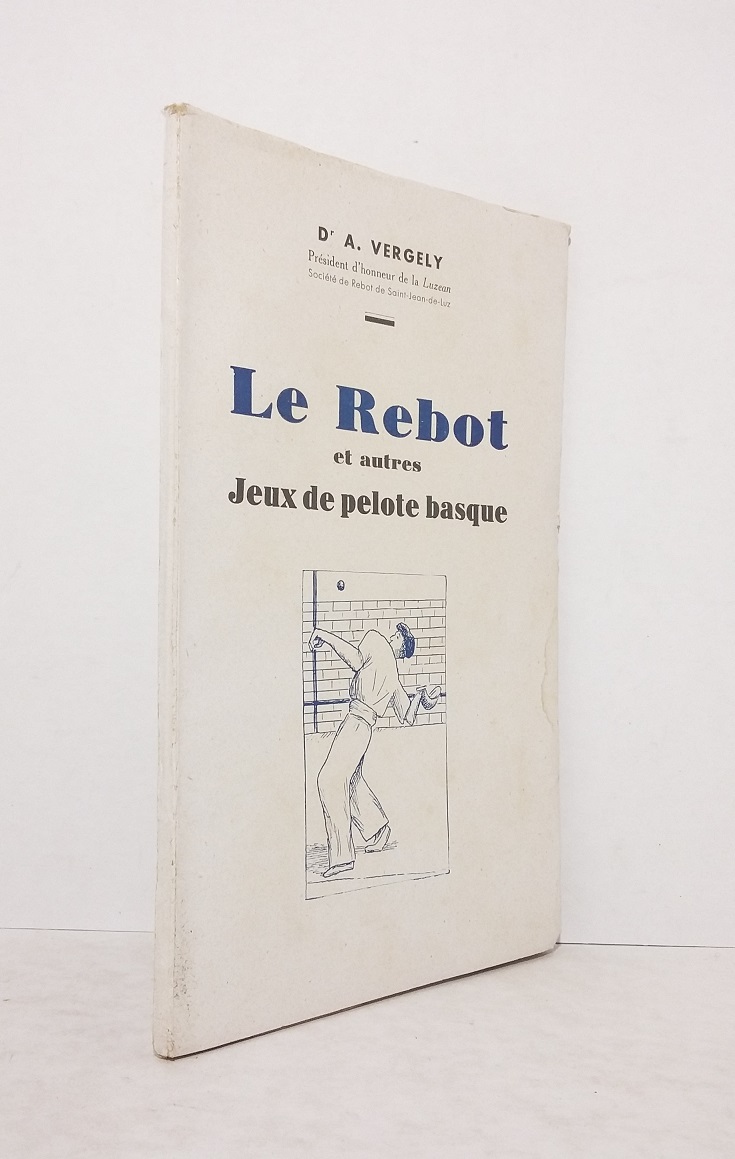 Dr A. VERGELY
Président d'honneur de la Luzean
Société de Rebot de Saint-Jean-de-Luz
Le Rebot
et autres
Jeux de pelote basque